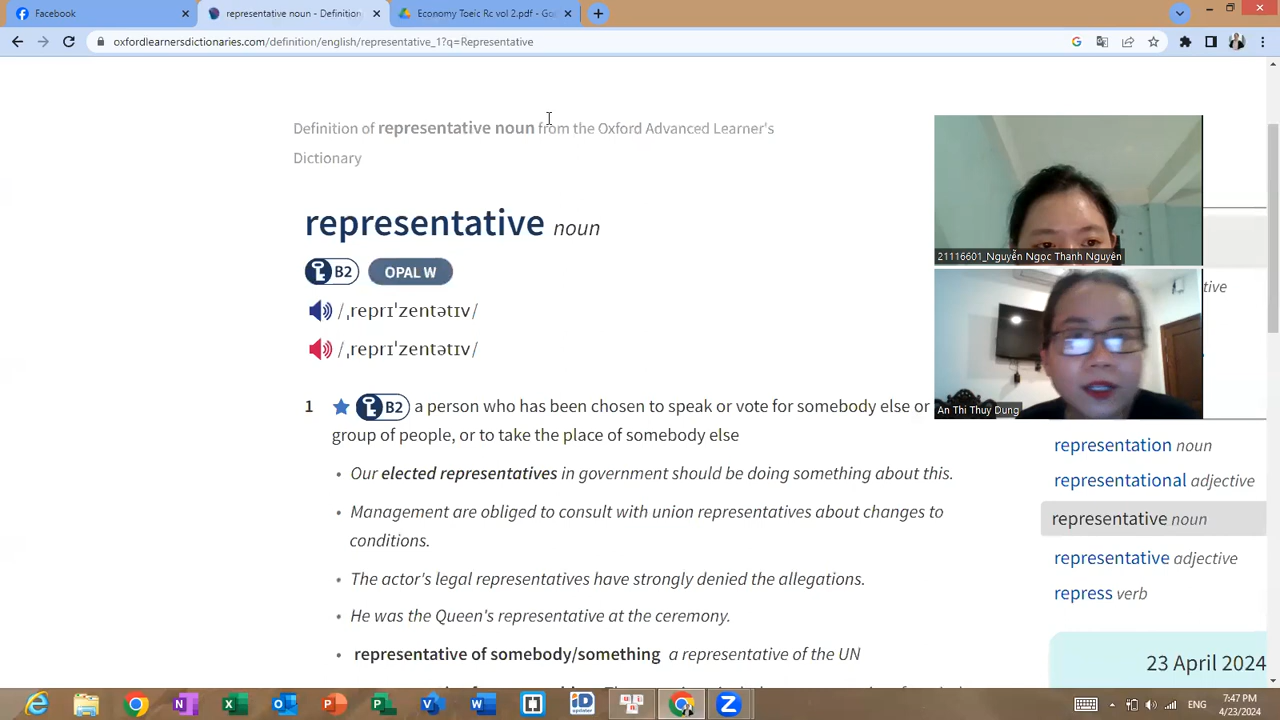 Facebook
representative noun - Definition
Economy Toeic Rc vol 2.pdf - Goo
oxfordlearnersdictionaries.com/definition/english/representative_1?q=Representative
Definition of representative noun from the Oxford Advanced Learner's
Dictionary
representative noun
B2 OPAL W
/ˌreprɪˈzentətɪv/
/ˌreprɪˈzentətɪv/
1 B2 a person who has been chosen to speak or vote for somebody else or
group of people, or to take the place of somebody else
• Our elected representatives in government should be doing something about this.
• Management are obliged to consult with union representatives about changes to
conditions.
• The actor's legal representatives have strongly denied the allegations.
• He was the Queen's representative at the ceremony.
• representative of somebody/something a representative of the UN
21116601_Nguyễn Ngọc Thanh Nguyên
tive
An Thi Thuy Dung
representation noun
representational adjective
representative noun
representative adjective
repress verb
23 April 2024
ENG
7:47 PM
4/23/2024